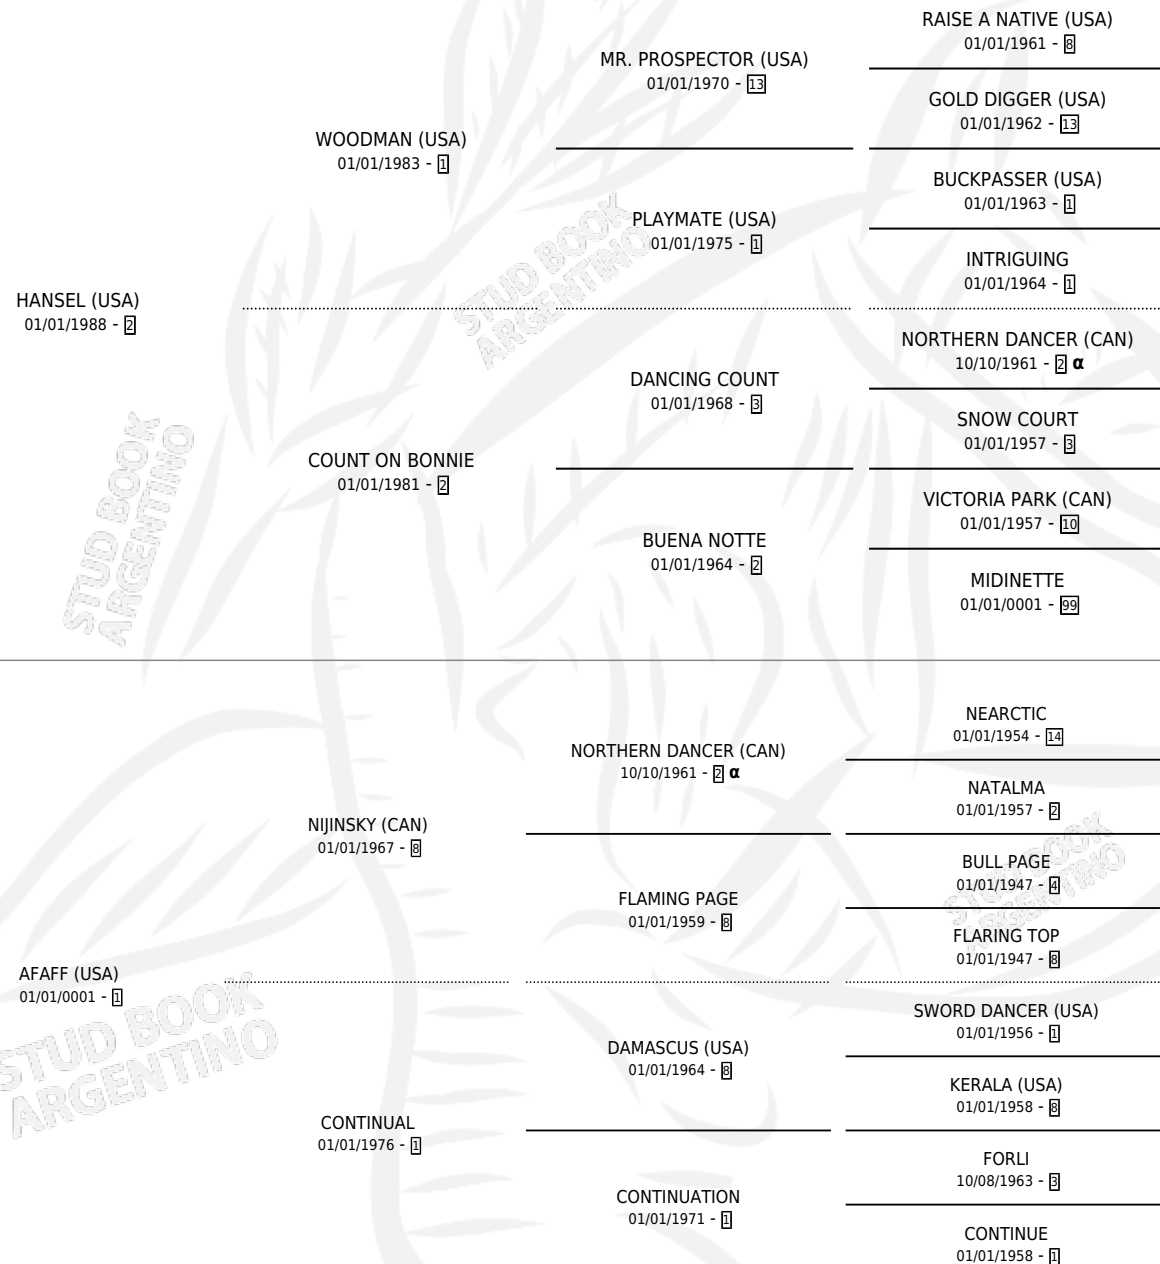 RAISE A NATIVE (USA)
01/01/1961 - 8
MR. PROSPECTOR (USA)
01/01/1970 - 13
GOLD DIGGER (USA)
01/01/1962 - 13
WOODMAN (USA)
01/01/1983 - 1
BUCKPASSER (USA)
01/01/1963 - 1
PLAYMATE (USA)
01/01/1975 - 1
INTRIGUING
01/01/1964 - 1
STUD BOOK
ARGENTINO
HANSEL (USA)
01/01/1988 - 2
NORTHERN DANCER (CAN)
10/10/1961 - 2 α
DANCING COUNT
01/01/1968 - 3
SNOW COURT
01/01/1957 - 3
COUNT ON BONNIE
01/01/1981 - 2
VICTORIA PARK (CAN)
01/01/1957 - 10
BUENA NOTTE
01/01/1964 - 2
MIDINETTE
01/01/0001 - 99
STUD BOOK
ARGENTINO
NEARCTIC
01/01/1954 - 14
NORTHERN DANCER (CAN)
10/10/1961 - 2 α
NATALMA
01/01/1957 - 2
NIJINSKY (CAN)
01/01/1967 - 8
BULL PAGE
01/01/1947 - 4
STUD BOOK
ARGENTINO
FLAMING PAGE
01/01/1959 - 8
FLARING TOP
01/01/1947 - 8
AFAFF (USA)
01/01/0001 - 1
STUD BOOK
ARGENTINO
SWORD DANCER (USA)
01/01/1956 - 1
DAMASCUS (USA)
01/01/1964 - 8
KERALA (USA)
01/01/1958 - 8
CONTINUAL
01/01/1976 - 1
FORLI
10/08/1963 - 3
CONTINUATION
01/01/1971 - 1
CONTINUE
01/01/1958 - 1